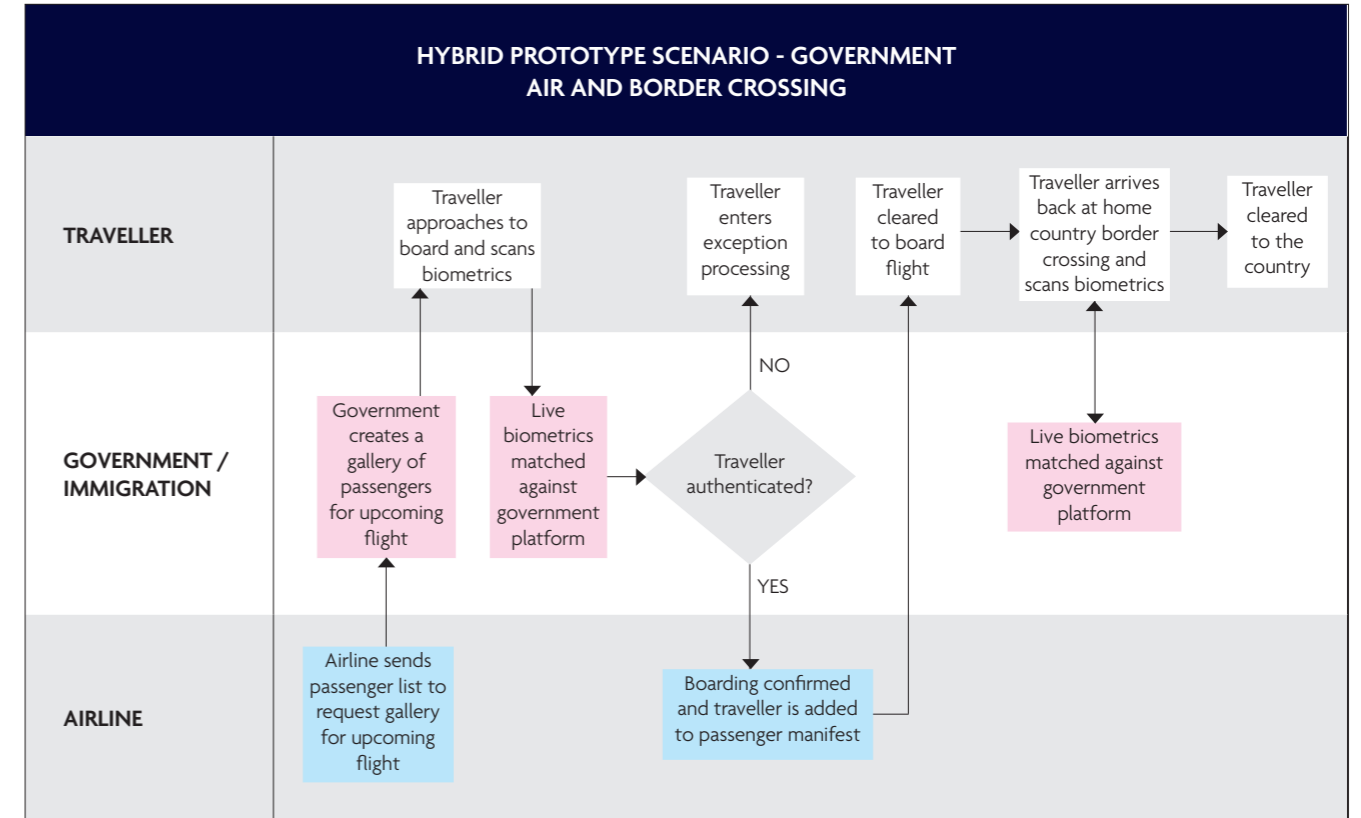 HYBRID PROTOTYPE SCENARIO - GOVERNMENT
AIR AND BORDER CROSSING
TRAVELLER
Traveller
approaches to
board and scans
biometrics
Traveller
enters
exception
processing
Traveller
cleared
to board
flight
Traveller arrives
back at home
country border
crossing and
scans biometrics
Traveller
cleared
to the
country
GOVERNMENT /
IMMIGRATION
Government
creates a
gallery of
passengers
for upcoming
flight
Live
biometrics
matched
against
government
platform
NO
Traveller
authenticated?
YES
Live biometrics
matched against
government
platform
AIRLINE
Airline sends
passenger list to
request gallery
for upcoming
flight
Boarding confirmed
and traveller is added
to passenger manifest